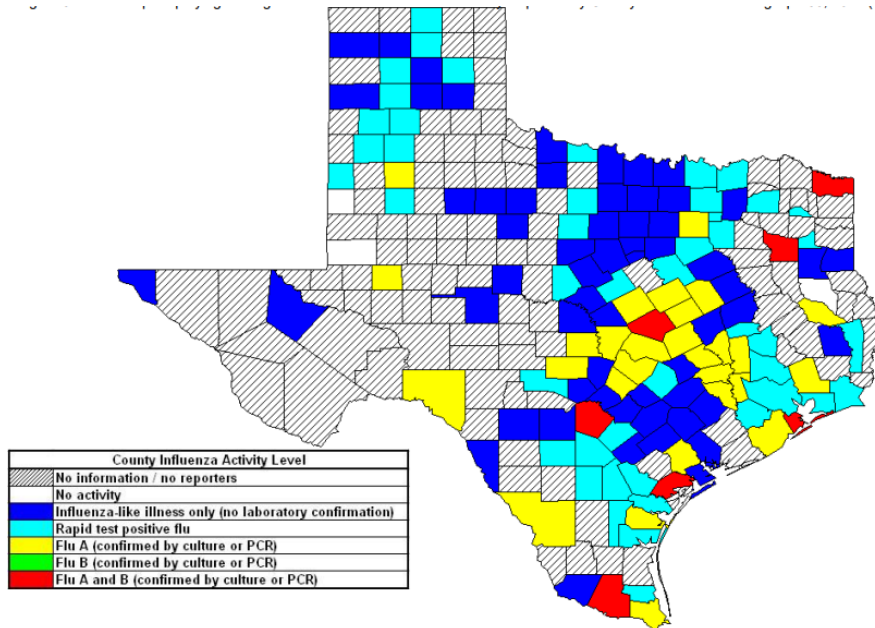 County Influenza Activity Level
No information / no reporters
No activity
Influenza-like illness only (no laboratory confirmation)
Rapid test positive flu
Flu A (confirmed by culture or PCR)
Flu B (confirmed by culture or PCR)
Flu A and B (confirmed by culture or PCR)